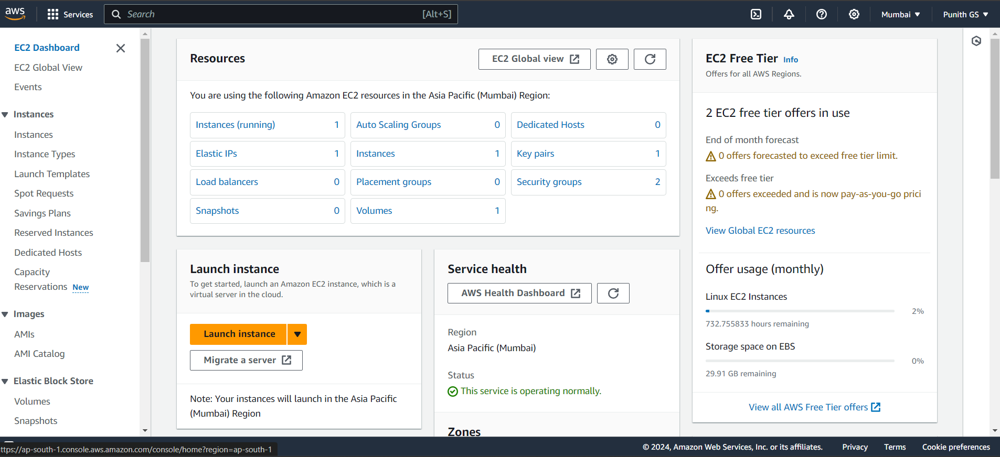 aws
Services
Search
[Alt+S]
Mumbai
Punith GS
EC2 Dashboard
EC2 Global View
Events
Instances
Instances
Instance Types
Launch Templates
Spot Requests
Savings Plans
Reserved Instances
Dedicated Hosts
Capacity
Reservations New
Images
AMIs
AMI Catalog
Elastic Block Store
Volumes
Snapshots
Resources
EC2 Global view
You are using the following Amazon EC2 resources in the Asia Pacific (Mumbai) Region:
Instances (running) 1
Auto Scaling Groups 0
Dedicated Hosts 0
Elastic IPs 1
Instances 1
Key pairs 1
Load balancers 0
Placement groups 0
Security groups 2
Snapshots 0
Volumes 1
Launch instance
To get started, launch an Amazon EC2 instance, which is a
virtual server in the cloud.
Launch instance
Migrate a server
Note: Your instances will launch in the Asia Pacific
(Mumbai) Region
Service health
AWS Health Dashboard
Region
Asia Pacific (Mumbai)
Status
This service is operating normally.
Zones
EC2 Free Tier Info
Offers for all AWS Regions.
2 EC2 free tier offers in use
End of month forecast
0 offers forecasted to exceed free tier limit.
Exceeds free tier
0 offers exceeded and is now pay-as-you-go prici
ng.
View Global EC2 resources
Offer usage (monthly)
Linux EC2 Instances
2%
732.755833 hours remaining
Storage space on EBS
0%
29.91 GB remaining
View all AWS Free Tier offers
ttps://ap-south-1.console.aws.amazon.com/console/home?region=ap-south-1
© 2024, Amazon Web Services, Inc. or its affiliates.
Privacy
Terms
Cookie preferences